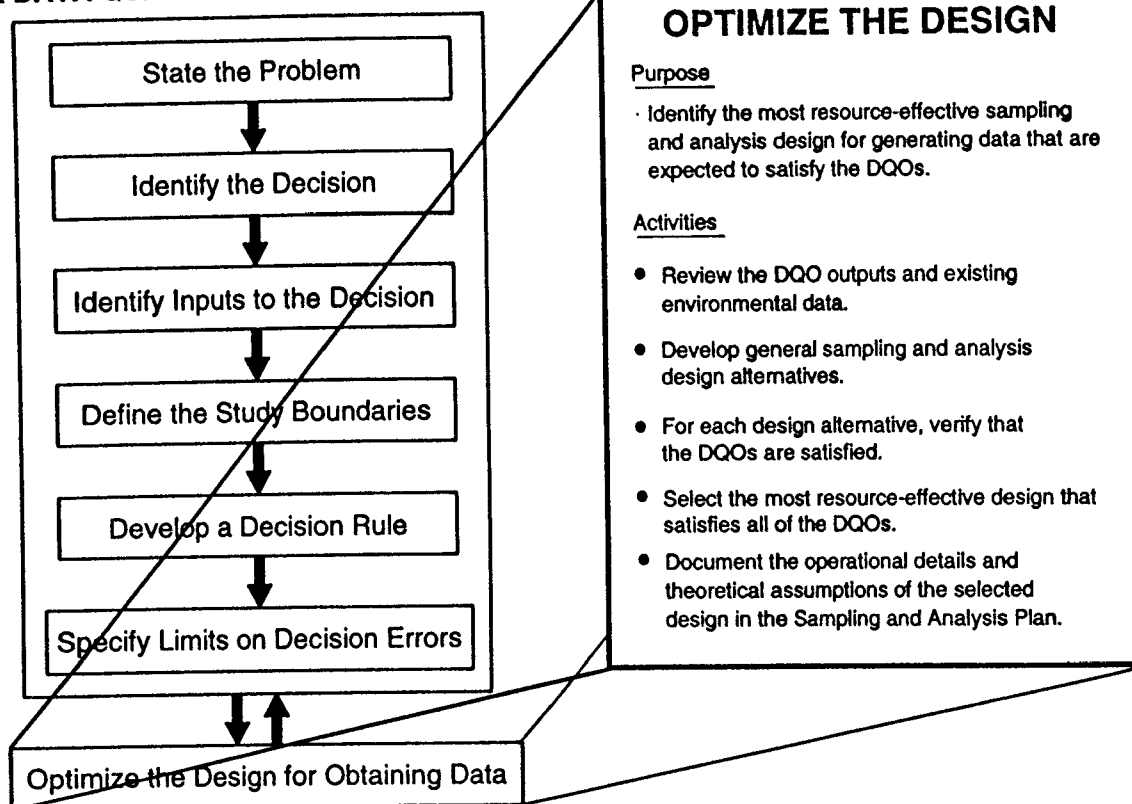 State the Problem
Identify the Decision
Identify Inputs to the Decision
Define the Study Boundaries
Develop a Decision Rule
Specify Limits on Decision Errors
Optimize the Design for Obtaining Data
OPTIMIZE THE DESIGN
Purpose
· Identify the most resource-effective sampling
and analysis design for generating data that are
expected to satisfy the DQOs.
Activities
● Review the DQO outputs and existing
environmental data.
● Develop general sampling and analysis
design alternatives.
● For each design alternative, verify that
the DQOs are satisfied.
● Select the most resource-effective design that
satisfies all of the DQOs.
● Document the operational details and
theoretical assumptions of the selected
design in the Sampling and Analysis Plan.